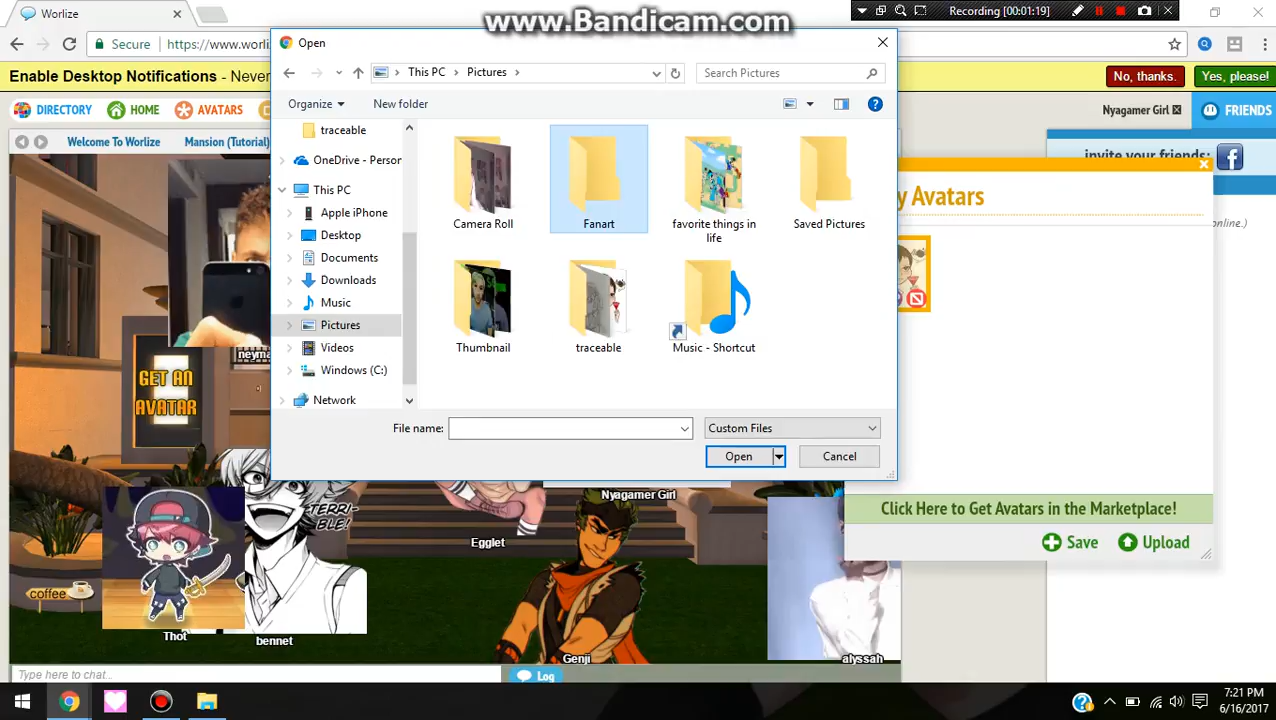 www.Bandicam.com
Recording [00:01:19]
Worlize
Secure
https://www.worli
Enable Desktop Notifications - Never
No, thanks.
Yes, please!
DIRECTORY
HOME
AVATARS
Nyagamer Girl
FRIENDS
Welcome To Worlize
Mansion (Tutorial)
invite your friends:
Open
This PC
Pictures
Search Pictures
Organize
New folder
traceable
OneDrive - Person
This PC
Apple iPhone
Desktop
Documents
Downloads
Music
Pictures
Videos
Windows (C:)
Network
Camera Roll
Fanart
favorite things in
life
Saved Pictures
Thumbnail
traceable
Music - Shortcut
File name:
Custom Files
Open
Cancel
y Avatars
online.)
Click Here to Get Avatars in the Marketplace!
Save
Upload
neyma
GET AN
AVATAR
TERRI-
BLE!
Nyagamer Girl
Egglet
coffee
Thot
bennet
Genji
alyssah
Type here to chat...
Log
7:21 PM
6/16/2017